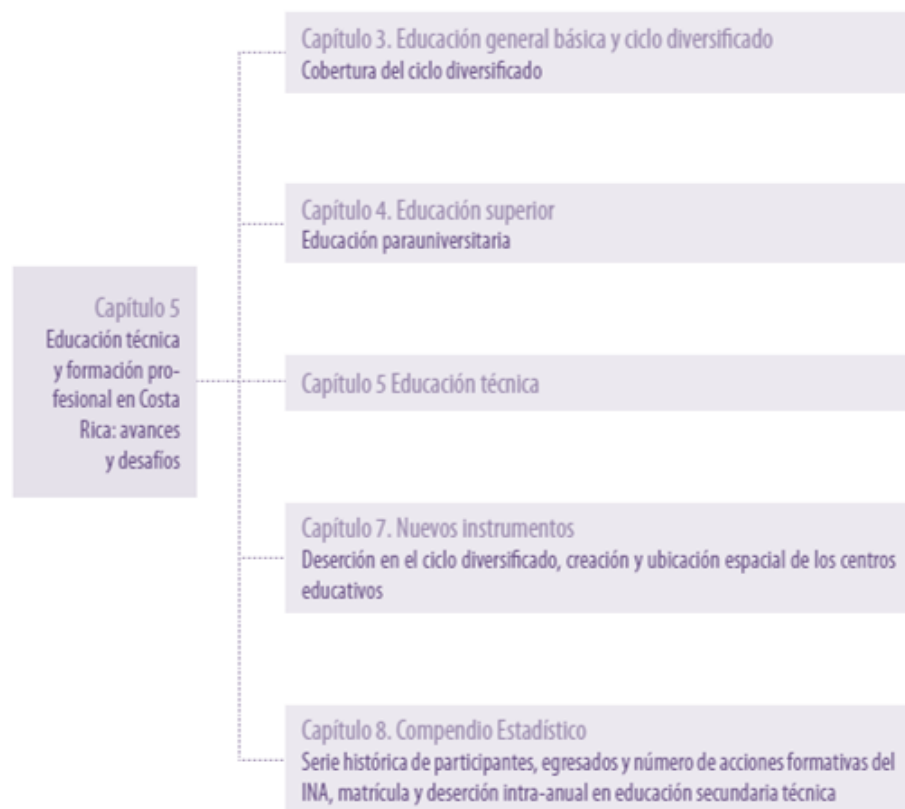 Capítulo 3. Educación general básica y ciclo diversificado
Cobertura del ciclo diversificado
Capítulo 4. Educación superior
Educación parauniversitaria
Capítulo 5
Educación técnica
y formación pro-
fesional en Costa
Rica: avances
y desafíos
Capítulo 5 Educación técnica
Capítulo 7. Nuevos instrumentos
Deserción en el ciclo diversificado, creación y ubicación espacial de los centros
educativos
Capítulo 8. Compendio Estadístico
Serie histórica de participantes, egresados y número de acciones formativas del
INA, matrícula y deserción intra-anual en educación secundaria técnica